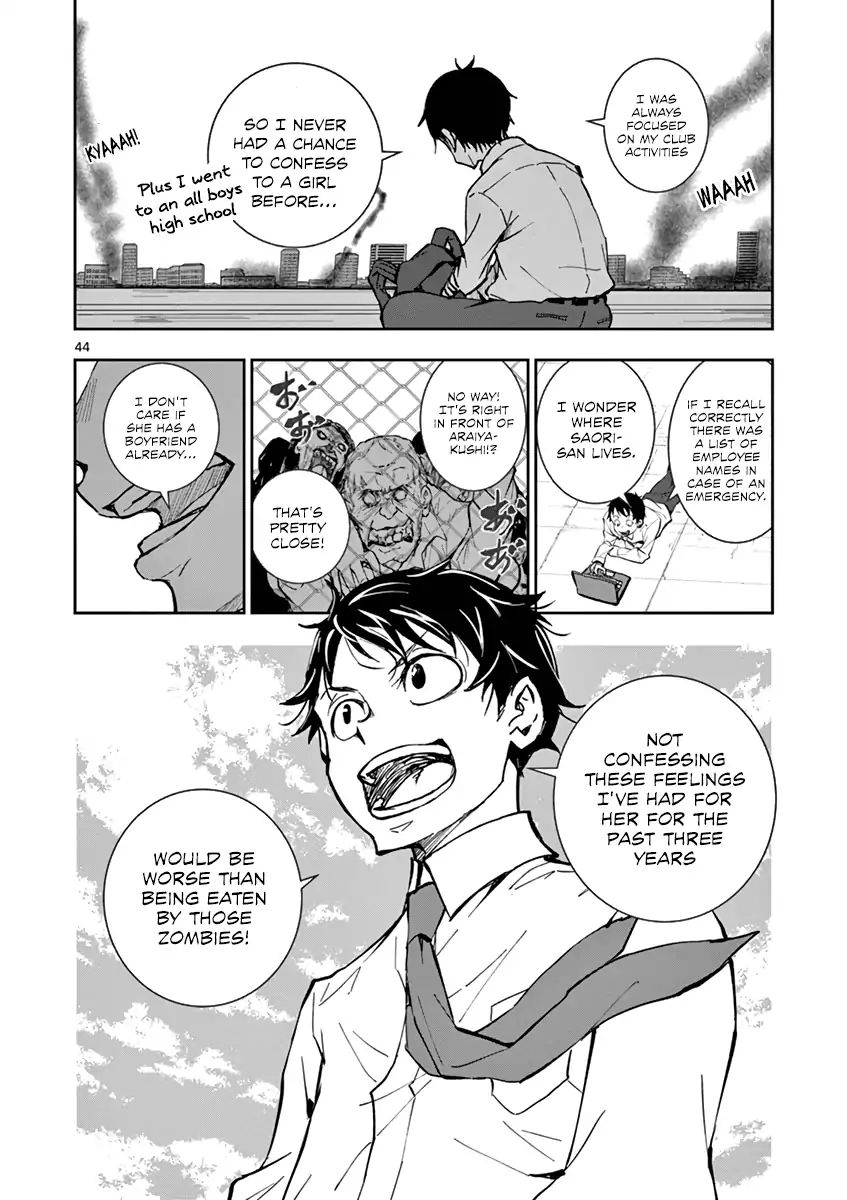 I WAS
ALWAYS
FOCUSED
ON MY CLUB
ACTIVITIES
WAAAH
SO I NEVER
HAD A CHANCE
TO CONFESS
TO A GIRL
BEFORE...
Plus I went
to an all boys
high school
KYAAAH!
44
IF I RECALL
CORRECTLY
THERE WAS
A LIST OF
EMPLOYEE
NAMES IN
CASE OF AN
EMERGENCY.
I WONDER
WHERE
SAORI-
SAN LIVES.
NO WAY!
IT'S RIGHT
IN FRONT OF
ARAIYA-
KUSHI!?
あ゛お゛
THAT'S
PRETTY
CLOSE!
I DON'T
CARE IF
SHE HAS A
BOYFRIEND
ALREADY...
NOT
CONFESSING
THESE FEELINGS
I'VE HAD FOR
HER FOR THE
PAST THREE
YEARS
WOULD BE
WORSE THAN
BEING EATEN
BY THOSE
ZOMBIES!